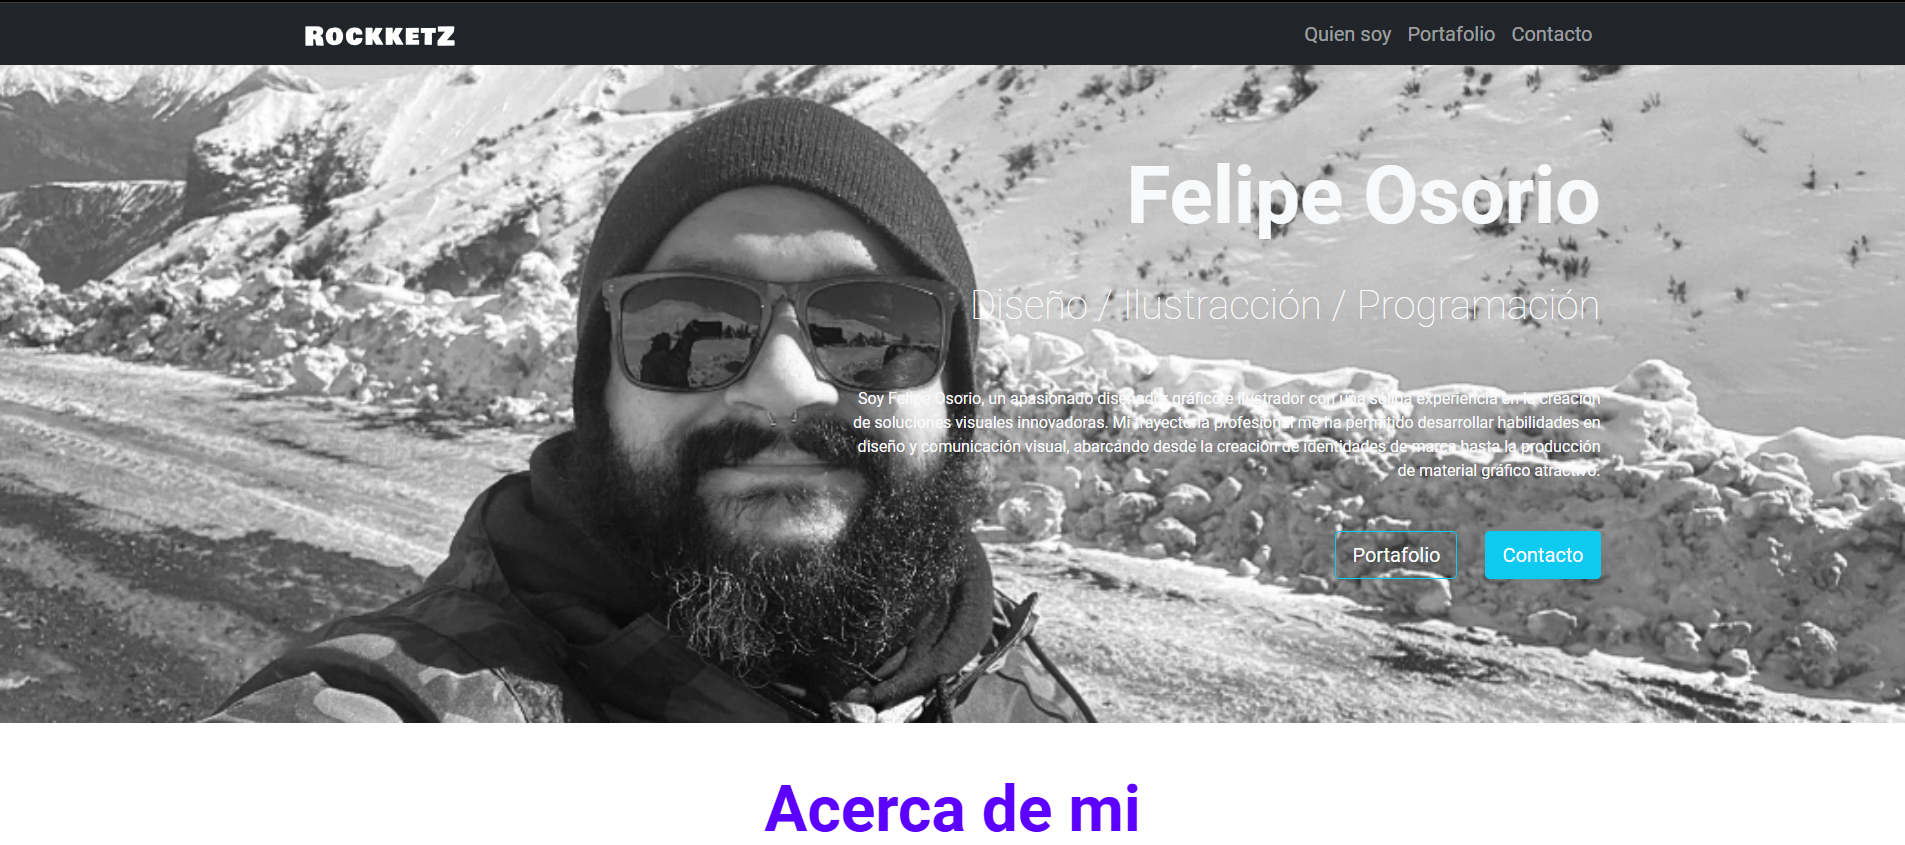 ROCKKETZ
Quien soy Portafolio Contacto
Felipe Osorio
Diseño / Ilustracción / Programación
Soy Felipe Osorio, un apasionado diseñador gráfico e ilustrador con una sólida experiencia en la creación
de soluciones visuales innovadoras. Mi trayectoria profesional me ha permitido desarrollar habilidades en
diseño y comunicación visual, abarcando desde la creación de identidades de marca hasta la producción
de material gráfico atractivo.
Portafolio Contacto
Acerca de mi